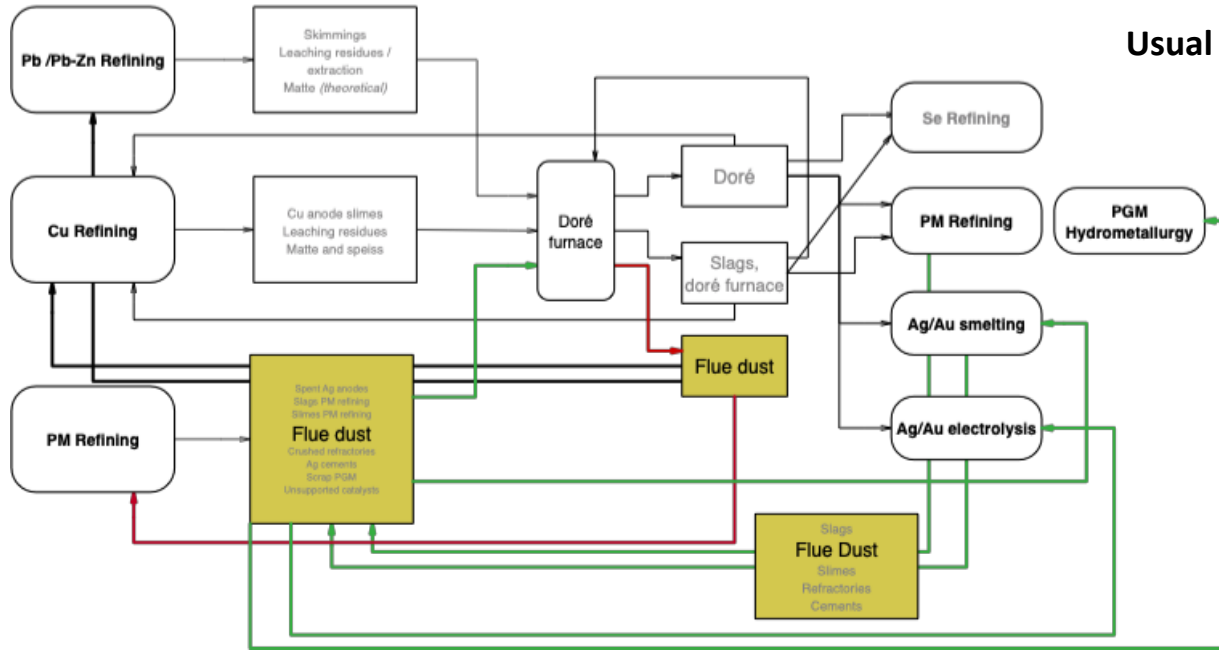 Usual
Pb /Pb-Zn Refining
Skimmings
Leaching residues /
extraction
Matte (theoretical)
Se Refining
Cu Refining
Cu anode slimes
Leaching residues
Matte and speiss
Doré
furnace
Doré
Slags,
doré furnace
PM Refining
PGM
Hydrometallurgy
Ag/Au smelting
Flue dust
PM Refining
Spent Ag anodes
Slags PM refining
Slimes PM refining
Flue dust
Crushed refractories
Ag cements
Scrap PGM
Unsupported catalysts
Ag/Au electrolysis
Slags
Flue Dust
Slimes
Refractories
Cements